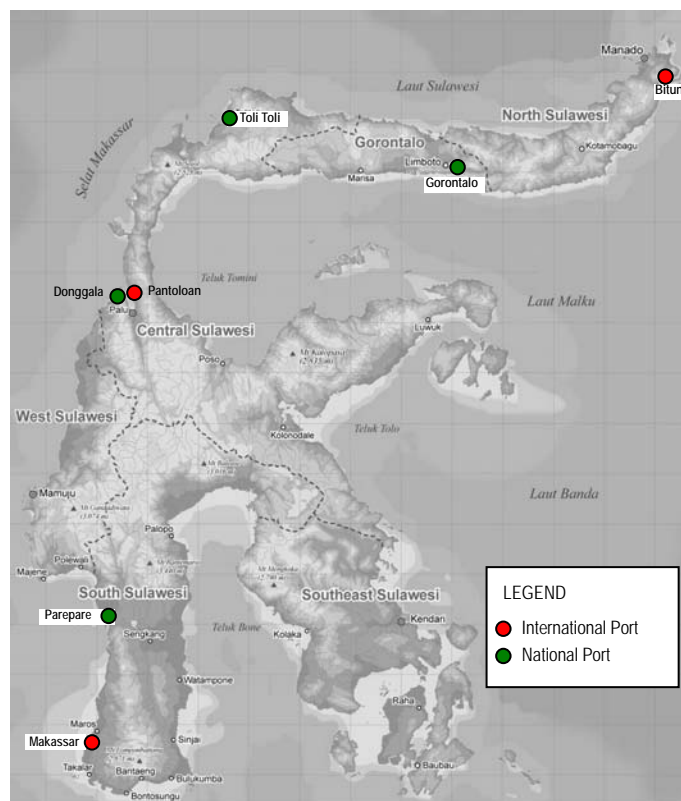 Manado
Laut Sulawesi
Bitun
North Sulawesi
Toli Toli
Gorontalo
Kotamobagu
Limboto
Marisa
Gorontalo
Selat Makassar
Teluk Tomini
Donggala
Pantoloan
Laut Malku
Palu
Central Sulawesi
Luwuk
Poso
West Sulawesi
Kolonodale
Teluk Tolo
Laut Banda
Mamuju
Palopo
Polewali
Majene
South Sulawesi
Southeast Sulawesi
Parepare
Sengkang
Teluk Bone
Kolaka
Kendari
Watampone
Raha
Maros
Makassar
Sinjai
Takalar
Bantaeng
Bulukumba
Bontosungu
Baubau
LEGEND
International Port
National Port